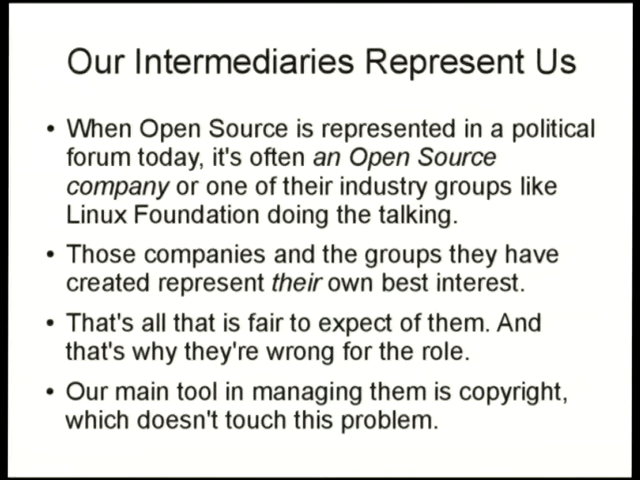 Our Intermediaries Represent Us
• When Open Source is represented in a political
forum today, it's often an Open Source
company or one of their industry groups like
Linux Foundation doing the talking.
• Those companies and the groups they have
created represent their own best interest.
• That's all that is fair to expect of them. And
that's why they're wrong for the role.
• Our main tool in managing them is copyright,
which doesn't touch this problem.